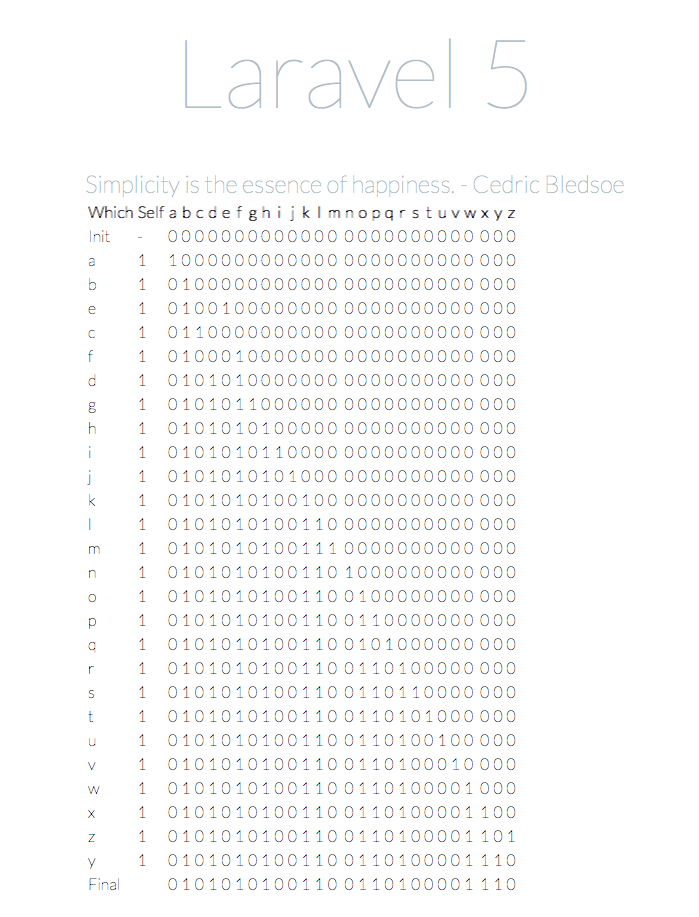 Laravel 5
Simplicity is the essence of happiness. - Cedric Bledsoe
Which Self a b c d e f g h i j k l m n o p q r s t u v w x y z
Init - 0 0 0 0 0 0 0 0 0 0 0 0 0 0 0 0 0 0 0 0 0 0 0 0 0 0
a 1 1 0 0 0 0 0 0 0 0 0 0 0 0 0 0 0 0 0 0 0 0 0 0 0 0 0
b 1 0 1 0 0 0 0 0 0 0 0 0 0 0 0 0 0 0 0 0 0 0 0 0 0 0 0
e 1 0 1 0 0 1 0 0 0 0 0 0 0 0 0 0 0 0 0 0 0 0 0 0 0 0 0
c 1 0 1 1 0 0 0 0 0 0 0 0 0 0 0 0 0 0 0 0 0 0 0 0 0 0 0
f 1 0 1 0 0 0 1 0 0 0 0 0 0 0 0 0 0 0 0 0 0 0 0 0 0 0 0
d 1 0 1 0 1 0 1 0 0 0 0 0 0 0 0 0 0 0 0 0 0 0 0 0 0 0 0
g 1 0 1 0 1 0 1 1 0 0 0 0 0 0 0 0 0 0 0 0 0 0 0 0 0 0 0
h 1 0 1 0 1 0 1 0 1 0 0 0 0 0 0 0 0 0 0 0 0 0 0 0 0 0 0
i 1 0 1 0 1 0 1 0 1 1 0 0 0 0 0 0 0 0 0 0 0 0 0 0 0 0 0
j 1 0 1 0 1 0 1 0 1 0 1 0 0 0 0 0 0 0 0 0 0 0 0 0 0 0 0
k 1 0 1 0 1 0 1 0 1 0 0 1 0 0 0 0 0 0 0 0 0 0 0 0 0 0 0
l 1 0 1 0 1 0 1 0 1 0 0 1 1 0 0 0 0 0 0 0 0 0 0 0 0 0 0
m 1 0 1 0 1 0 1 0 1 0 0 1 1 1 0 0 0 0 0 0 0 0 0 0 0 0 0
n 1 0 1 0 1 0 1 0 1 0 0 1 1 0 1 0 0 0 0 0 0 0 0 0 0 0 0
o 1 0 1 0 1 0 1 0 1 0 0 1 1 0 0 1 0 0 0 0 0 0 0 0 0 0 0
p 1 0 1 0 1 0 1 0 1 0 0 1 1 0 0 1 1 0 0 0 0 0 0 0 0 0 0
q 1 0 1 0 1 0 1 0 1 0 0 1 1 0 0 1 0 1 0 0 0 0 0 0 0 0 0
r 1 0 1 0 1 0 1 0 1 0 0 1 1 0 0 1 1 0 1 0 0 0 0 0 0 0 0
s 1 0 1 0 1 0 1 0 1 0 0 1 1 0 0 1 1 0 1 1 0 0 0 0 0 0 0
t 1 0 1 0 1 0 1 0 1 0 0 1 1 0 0 1 1 0 1 0 1 0 0 0 0 0 0
u 1 0 1 0 1 0 1 0 1 0 0 1 1 0 0 1 1 0 1 0 0 1 0 0 0 0 0
v 1 0 1 0 1 0 1 0 1 0 0 1 1 0 0 1 1 0 1 0 0 0 1 0 0 0 0
w 1 0 1 0 1 0 1 0 1 0 0 1 1 0 0 1 1 0 1 0 0 0 0 1 0 0 0
x 1 0 1 0 1 0 1 0 1 0 0 1 1 0 0 1 1 0 1 0 0 0 0 1 1 0 0
z 1 0 1 0 1 0 1 0 1 0 0 1 1 0 0 1 1 0 1 0 0 0 0 1 1 0 1
y 1 0 1 0 1 0 1 0 1 0 0 1 1 0 0 1 1 0 1 0 0 0 0 1 1 1 0
Final 0 1 0 1 0 1 0 1 0 0 1 1 0 0 1 1 0 1 0 0 0 0 1 1 1 0